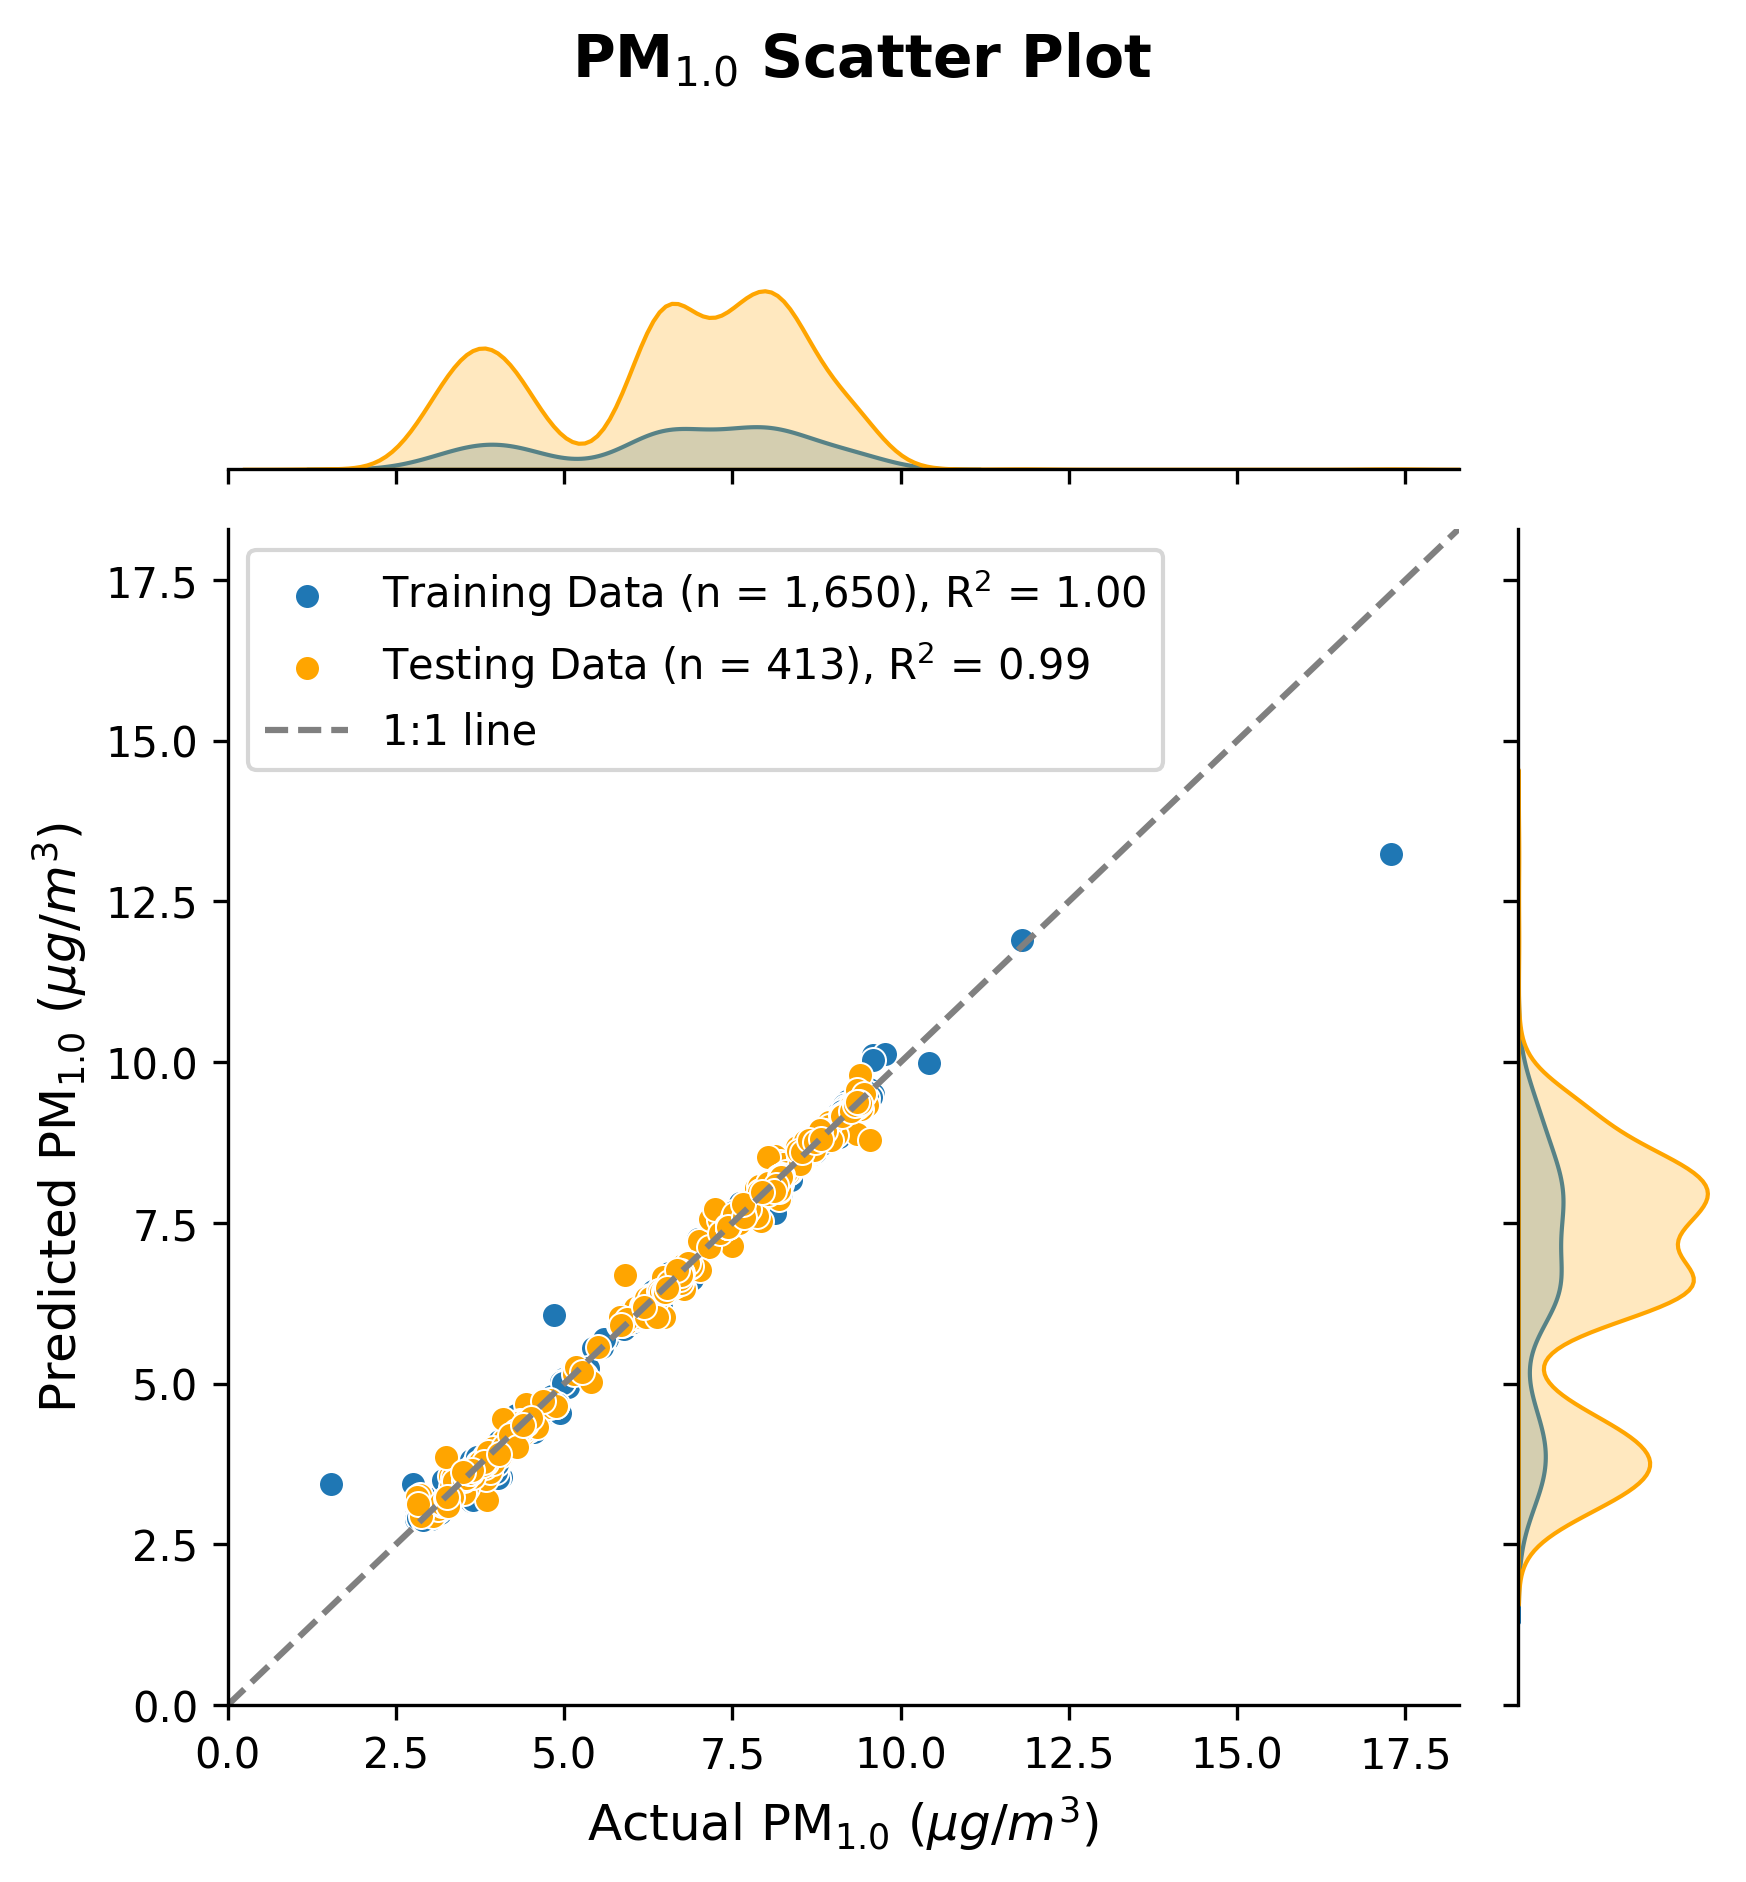 PM₁.₀ Scatter Plot
Training Data (n = 1,650), R² = 1.00
Testing Data (n = 413), R² = 0.99
1:1 line
17.5
15.0
12.5
10.0
7.5
5.0
2.5
0.0
Predicted PM₁.₀ (μg/m³)
0.0 2.5 5.0 7.5 10.0 12.5 15.0 17.5
Actual PM₁.₀ (μg/m³)